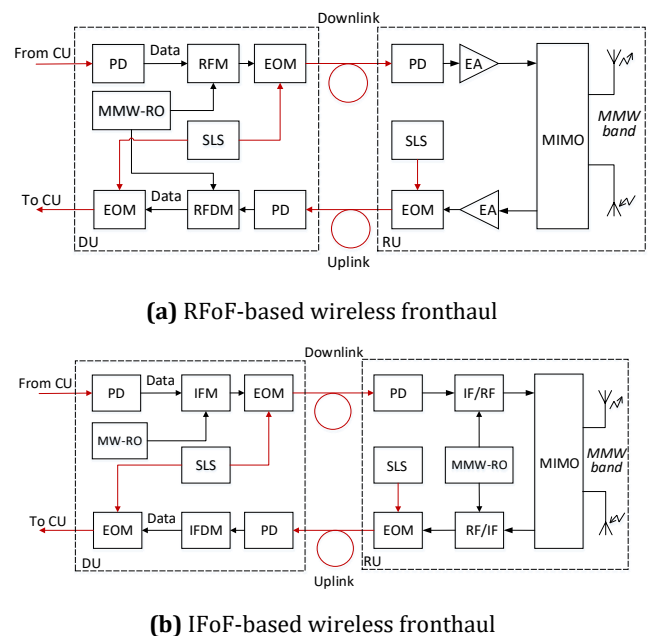 Downlink
From CU
PD
Data
RFM
EOM
PD
EA
MMW-RO
SLS
SLS
MIMO
MMW
band
To CU
EOM
Data
RFDM
PD
EOM
EA
DU
RU
Uplink
(a) RFoF-based wireless fronthaul
Downlink
From CU
PD
Data
IFM
EOM
PD
IF/RF
MW-RO
SLS
SLS
MMW-RO
MIMO
MMW
band
To CU
EOM
Data
IFDM
PD
EOM
RF/IF
DU
RU
Uplink
(b) IFoF-based wireless fronthaul